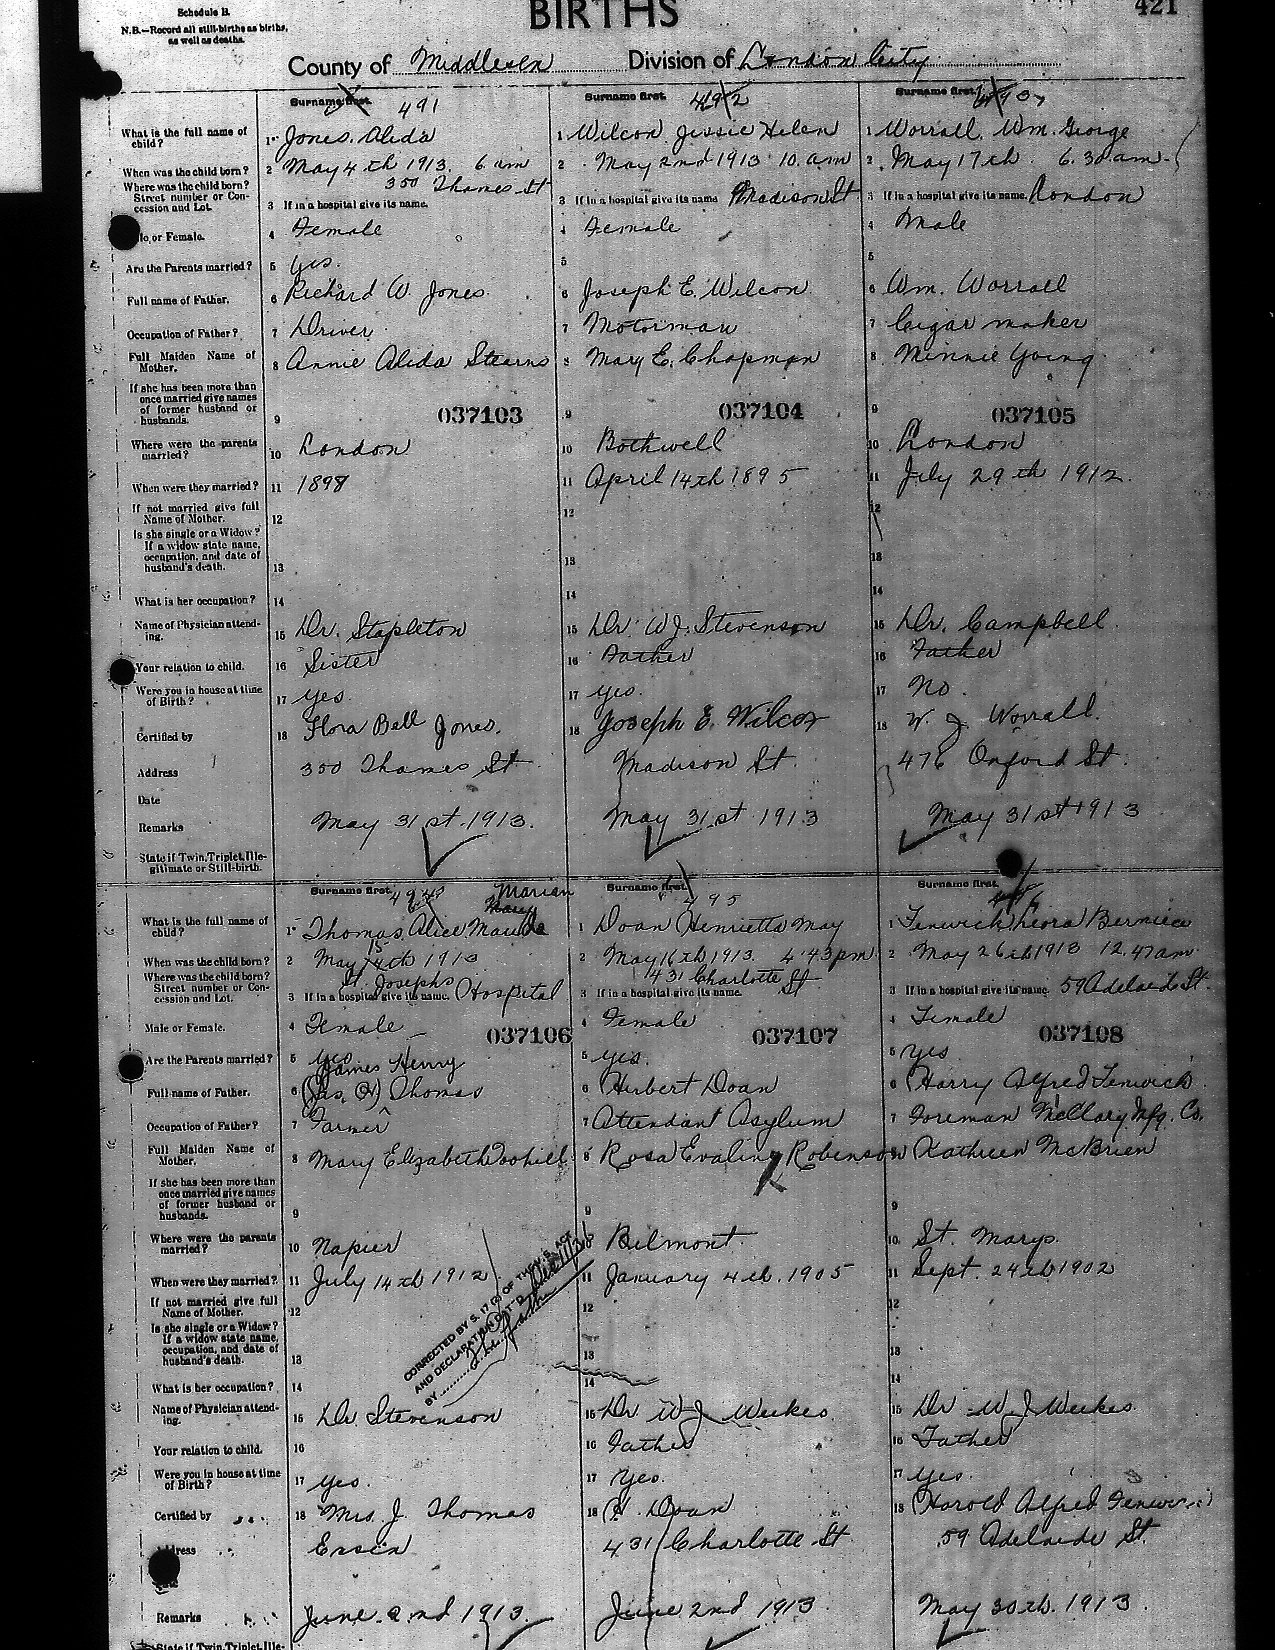 Schedule B.
N.B.—Record all still-births as births,
as well as deaths.
BIRTHS
421
County of Middlesex Division of London City
Surname first. 491
Surname first. 492
Surname first. 493
What is the full name of child?
1 Jones. Alida
1 Wilcox Jessie Helen
1 Worrall. Wm. George
When was the child born?
2 May 4th 1913. 6 am
2 May 2nd 1913 10. am
2 May 17th 6.30 am.
Where was the child born? Street number or Concession and Lot.
350 Thames St
3 If in a hospital give its name.
3 If in a hospital give its name Madison St
3 If in a hospital give its name. London
le, or Female.
4 Female
4 Female
4 Male
Are the Parents married?
5 yes.
5
5
Full name of Father.
6 Richard W. Jones
6 Joseph E. Wilcox
6 Wm. Worrall
Occupation of Father?
7 Driver
7 Motorman
7 Cigar maker
Full Maiden Name of Mother.
8 Annie Alida Stearns
8 Mary E. Chapman
8 Minnie Young
If she has been more than once married give names of former husband or husbands.
9 037103
9 037104
9 037105
Where were the parents married?
10 London
10 Bothwell
10 London
When were they married?
11 1898
11 April 14th 1895
11 July 29th 1912.
If not married give full Name of Mother.
12
12
12
Is she single or a Widow? If a widow state name, occupation, and date of husband's death.
13
13
13
What is her occupation?
14
14
14
Name of Physician attending.
15 Dr. Stapleton
15 Dr. W J. Stevenson
15 Dr. Campbell.
Your relation to child.
16 Sister
16 Father
16 Father
Were you in house at time of Birth?
17 yes
17 yes.
17 No.
Certified by
18 Flora Bell Jones.
18 Joseph E. Wilcox
18 W. J. Worrall.
Address
350 Thames St
Madison St.
476 Oxford St.
Date
Remarks
May 31st. 1913.
May 31st 1913
May 31st 1913
State if Twin, Triplet, Illegitimate or Still-birth.
Surname first. 494 Marian
Surname first. 495
Surname first.
Mary
What is the full name of child?
1 Thomas, Alice Maude
1 Doan Henrietta May
1 Fenwick Leora Berniece
15
When was the child born?
2 May 14th 1913
2 May 16th 1913. 4.43 pm
2 May 26th 1913 12.47 am
Where was the child born? Street number or Concession and Lot.
St. Josephs
431 Charlotte St
3 If in a hospital give its name. Hospital
3 If in a hospital give its name.
3 If in a hospital give its name. 59 Adelaide St.
Male or Female.
4 Female
4 Female
4 Female
037106
037107
037108
Are the Parents married?
5 yes
5 yes.
5 yes
James Henry
Full name of Father.
6 (Jas. H) Thomas
6 Hirbert Doan
6 Harry Alfred Fenwick
Occupation of Father?
7 Farmer
7 Attendant Asylum
7 Foreman McClary Mfg. Co.
Full Maiden Name of Mother.
8 Mary Elizabeth Toohill
8 Rosa Evaline Robinson
8 Kathleen McBrien
If she has been more than once married give names of former husband or husbands.
9
9
9
Where were the parents married?
10 Napier
10 Bilmont
10. St. Marys.
When were they married?
11 July 14th 1912
11 January 4th. 1905
11 Sept. 24th 1902
CORRECTED BY S. 17 (2) OF THE V. S. ACT
AND DECLARATION DAT'D
BY
If not married give full Name of Mother.
12
12
12
Is she single or a Widow? If a widow state name, occupation, and date of husband's death.
13
13
13
What is her occupation?
14
14
14
Name of Physician attending.
15 Dr Stevenson
15 Dr W J Weekes
15 Dr W. J Weekes
Your relation to child.
16
16 Father
16 Father
Were you in house at time of Birth?
17 yes.
17 Yes.
17 yes.
Certified by
18 Mrs. J. Thomas
18 H. Doan
18 Harold Alfred Fenwick
ress
431 Charlotte St
59 Adelaide St.
Remarks
June 2nd 1913.
June 2nd 1913
May 30th. 1913.
State if Twin, Triplet, Ille-